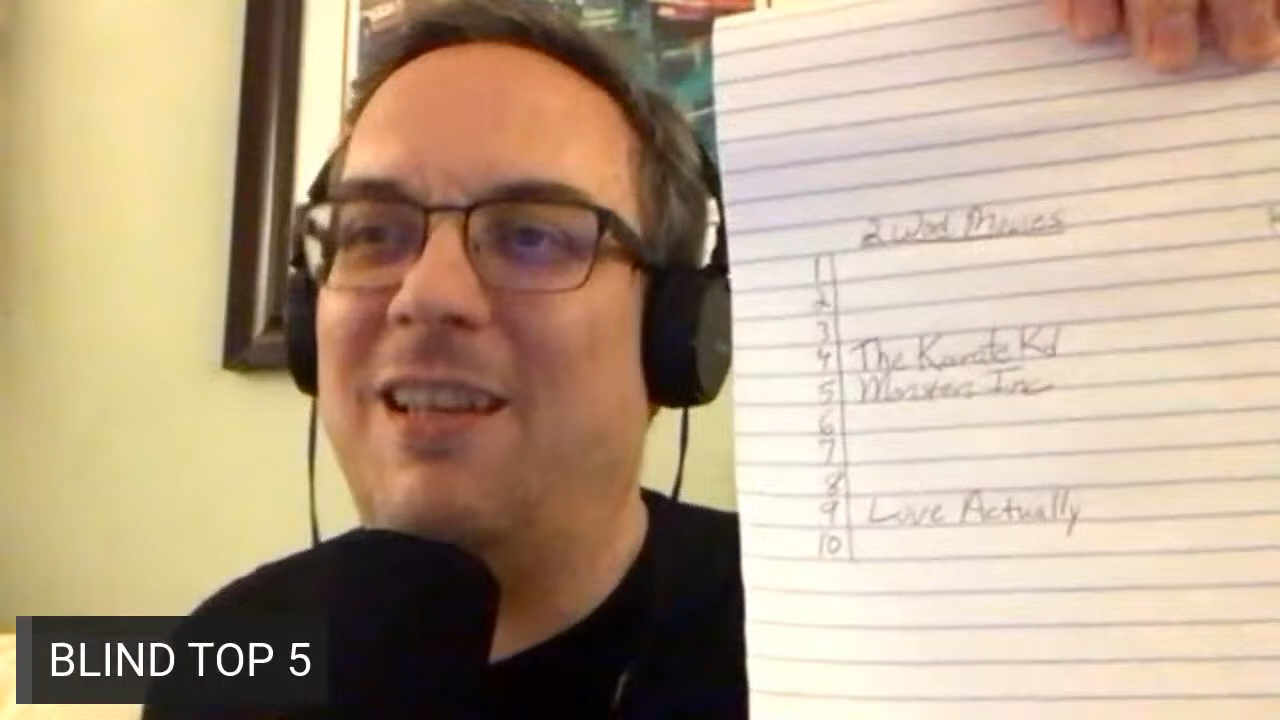 2 Word Movies
1
2
3
4 The Karate Kid
5 Monsters Inc
6
7
8
9 Love Actually
10
BLIND TOP 5